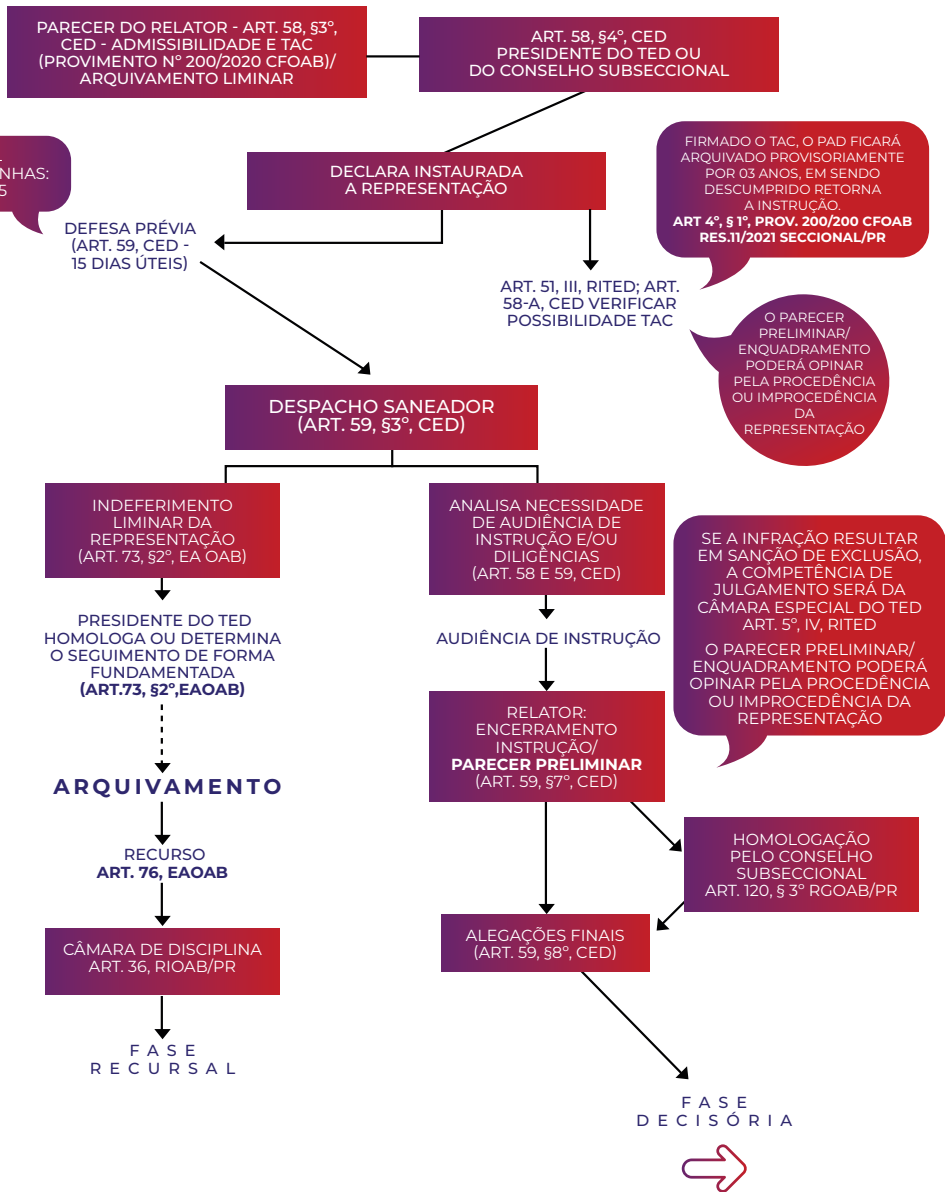 PARECER DO RELATOR - ART. 58, §3º,
CED - ADMISSIBILIDADE E TAC
(PROVIMENTO Nº 200/2020 CFOAB)/
ARQUIVAMENTO LIMINAR
ART. 58, §4º, CED
PRESIDENTE DO TED OU
DO CONSELHO SUBSECCIONAL
NHAS:
5
DECLARA INSTAURADA
A REPRESENTAÇÃO
FIRMADO O TAC, O PAD FICARÁ
ARQUIVADO PROVISORIAMENTE
POR 03 ANOS, EM SENDO
DESCUMPRIDO RETORNA
A INSTRUÇÃO.
ART 4º, § 1º, PROV. 200/200 CFOAB
RES.11/2021 SECCIONAL/PR
DEFESA PRÉVIA
(ART. 59, CED -
15 DIAS ÚTEIS)
ART. 51, III, RITED; ART.
58-A, CED VERIFICAR
POSSIBILIDADE TAC
O PARECER
PRELIMINAR/
ENQUADRAMENTO
PODERÁ OPINAR
PELA PROCEDÊNCIA
OU IMPROCEDÊNCIA
DA
REPRESENTAÇÃO
DESPACHO SANEADOR
(ART. 59, §3º, CED)
INDEFERIMENTO
LIMINAR DA
REPRESENTAÇÃO
(ART. 73, §2º, EA OAB)
PRESIDENTE DO TED
HOMOLOGA OU DETERMINA
O SEGUIMENTO DE FORMA
FUNDAMENTADA
(ART.73, §2º,EAOAB)
ARQUIVAMENTO
RECURSO
ART. 76, EAOAB
CÂMARA DE DISCIPLINA
ART. 36, RIOAB/PR
FASE
RECURSAL
ANALISA NECESSIDADE
DE AUDIÊNCIA DE
INSTRUÇÃO E/OU
DILIGÊNCIAS
(ART. 58 E 59, CED)
AUDIÊNCIA DE INSTRUÇÃO
RELATOR:
ENCERRAMENTO
INSTRUÇÃO/
PARECER PRELIMINAR
(ART. 59, §7º, CED)
SE A INFRAÇÃO RESULTAR
EM SANÇÃO DE EXCLUSÃO,
A COMPETÊNCIA DE
JULGAMENTO SERÁ DA
CÂMARA ESPECIAL DO TED
ART. 5º, IV, RITED
O PARECER PRELIMINAR/
ENQUADRAMENTO PODERÁ
OPINAR PELA PROCEDÊNCIA
OU IMPROCEDÊNCIA DA
REPRESENTAÇÃO
HOMOLOGAÇÃO
PELO CONSELHO
SUBSECCIONAL
ART. 120, § 3º RGOAB/PR
ALEGAÇÕES FINAIS
(ART. 59, §8º, CED)
FASE
DECISÓRIA